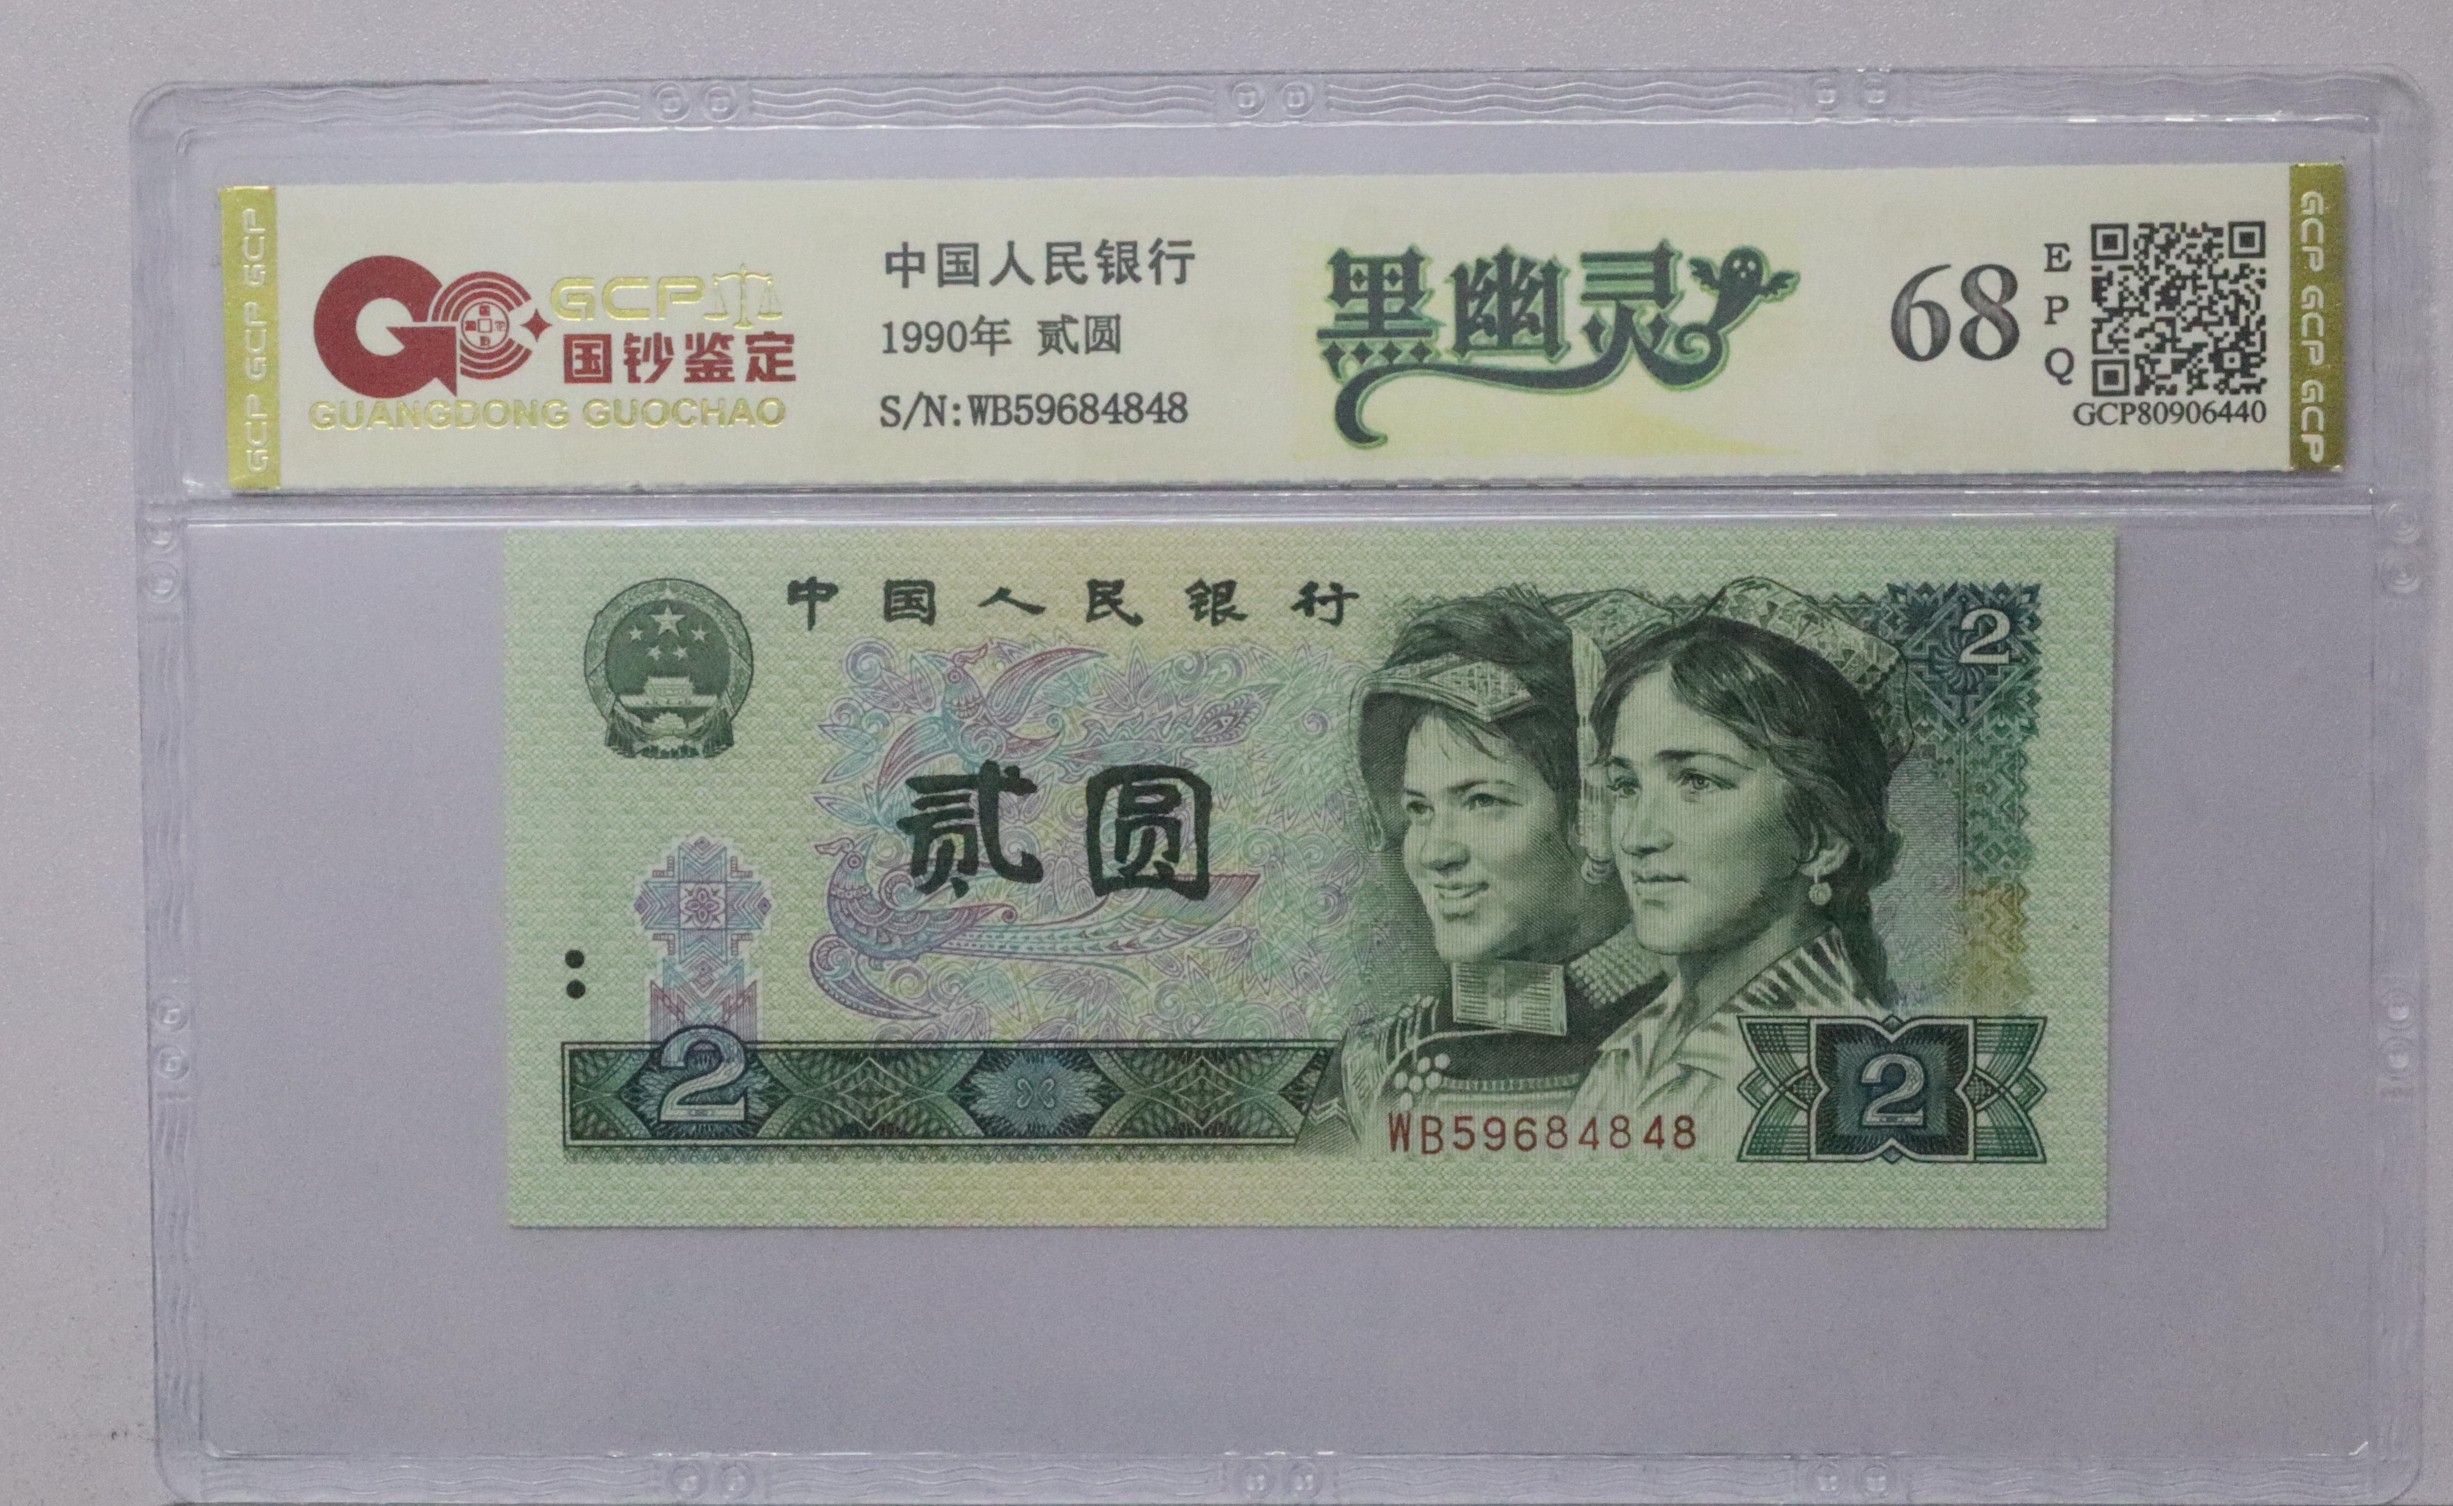 GCP GCP GCP
GCP
国钞鉴定
GUANGDONG GUOCHAO
中国人民银行
1990年 贰圆
S/N:WB59684848
黑幽灵
68
E
P
Q
GCP80906440
GCP GCP GCP
中国人民银行
2
贰圆
2
WB59684848
2